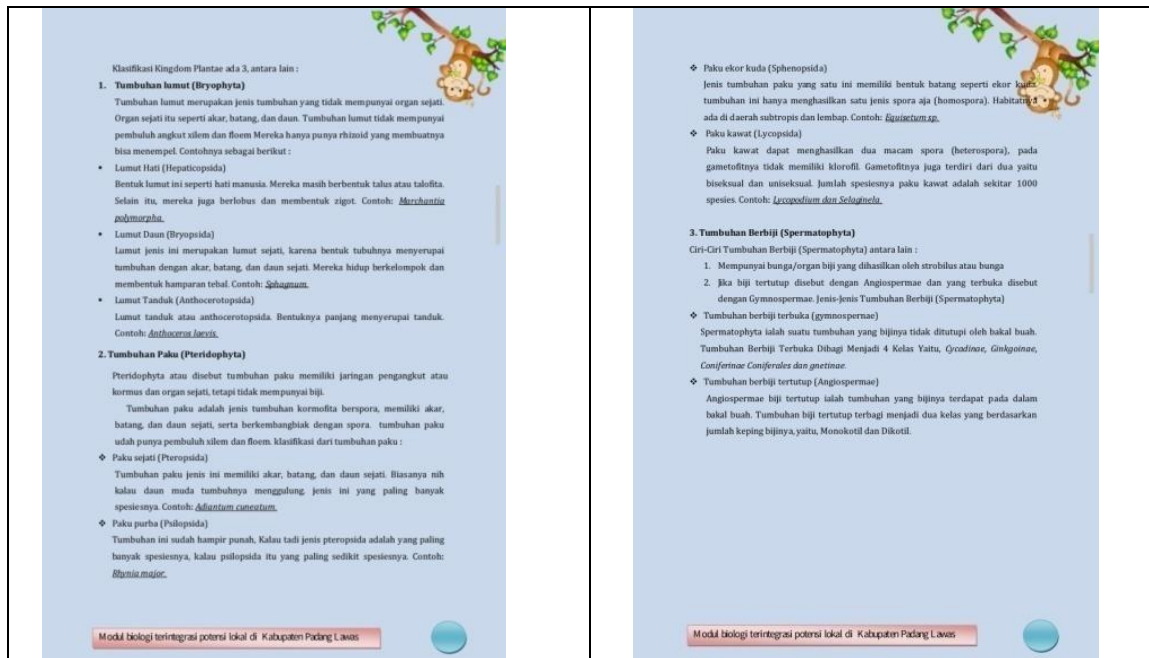 Klasifikasi Kingdom Plantae ada 3, antara lain :
1. Tumbuhan lumut (Bryophyta)
Tumbuhan lumut merupakan jenis tumbuhan yang tidak mempunyai organ sejati.
Organ sejati itu seperti akar, batang, dan daun. Tumbuhan lumut tidak mempunyai
pembuluh angkut xilem dan floem Mereka hanya punya rhizoid yang membuatnya
bisa menempel. Contohnya sebagai berikut :
▪ Lumut Hati (Hepaticopsida)
Bentuk lumut ini seperti hati manusia. Mereka masih berbentuk talus atau talofita.
Selain itu, mereka juga berlobus dan membentuk zigot. Contoh: Marchantia
polymorpha.
▪ Lumut Daun (Bryopsida)
Lumut jenis ini merupakan lumut sejati, karena bentuk tubuhnya menyerupai
tumbuhan dengan akar, batang, dan daun sejati. Mereka hidup berkelompok dan
membentuk hamparan tebal. Contoh: Sphagnum.
▪ Lumut Tanduk (Anthocerotopsida)
Lumut tanduk atau anthocerotopsida. Bentuknya panjang menyerupai tanduk.
Contoh: Anthoceros laevis.
2. Tumbuhan Paku (Pteridophyta)
Pteridophyta atau disebut tumbuhan paku memiliki jaringan pengangkut atau
kormus dan organ sejati, tetapi tidak mempunyai biji.
Tumbuhan paku adalah jenis tumbuhan kormofita berspora, memiliki akar,
batang, dan daun sejati, serta berkembangbiak dengan spora. tumbuhan paku
udah punya pembuluh xilem dan floem. klasifikasi dari tumbuhan paku :
❖ Paku sejati (Pteropsida)
Tumbuhan paku jenis ini memiliki akar, batang, dan daun sejati. Biasanya nih
kalau daun muda tumbuhnya menggulung. jenis ini yang paling banyak
spesiesnya. Contoh: Adiantum cuneatum.
❖ Paku purba (Psilopsida)
Tumbuhan ini sudah hampir punah, Kalau tadi jenis pteropsida adalah yang paling
banyak spesiesnya, kalau psilopsida itu yang paling sedikit spesiesnya. Contoh:
Rhynia major.
Modul biologi terintegrasi potensi lokal di Kabupaten Padang Lawas
❖ Paku ekor kuda (Sphenopsida)
Jenis tumbuhan paku yang satu ini memiliki bentuk batang seperti ekor kuda.
tumbuhan ini hanya menghasilkan satu jenis spora aja (homospora). Habitatnya
ada di daerah subtropis dan lembap. Contoh: Equisetum sp.
❖ Paku kawat (Lycopsida)
Paku kawat dapat menghasilkan dua macam spora (heterospora), pada
gametofitnya tidak memiliki klorofil. Gametofitnya juga terdiri dari dua yaitu
biseksual dan uniseksual. Jumlah spesiesnya paku kawat adalah sekitar 1000
spesies. Contoh: Lycopodium dan Selaginela.
3. Tumbuhan Berbiji (Spermatophyta)
Ciri-Ciri Tumbuhan Berbiji (Spermatophyta) antara lain :
1. Mempunyai bunga/organ biji yang dihasilkan oleh strobilus atau bunga
2. Jika biji tertutup disebut dengan Angiospermae dan yang terbuka disebut
dengan Gymnospermae. Jenis-Jenis Tumbuhan Berbiji (Spermatophyta)
❖ Tumbuhan berbiji terbuka (gymnospernae)
Spermatophyta ialah suatu tumbuhan yang bijinya tidak ditutupi oleh bakal buah.
Tumbuhan Berbiji Terbuka Dibagi Menjadi 4 Kelas Yaitu, Cycadinae, Ginkgoinae,
Coniferinae Coniferales dan gnetinae.
❖ Tumbuhan berbiji tertutup (Angiospermae)
Angiospermae biji tertutup ialah tumbuhan yang bijinya terdapat pada dalam
bakal buah. Tumbuhan biji tertutup terbagi menjadi dua kelas yang berdasarkan
jumlah keping bijinya, yaitu, Monokotil dan Dikotil.
Modul biologi terintegrasi potensi lokal di Kabupaten Padang Lawas